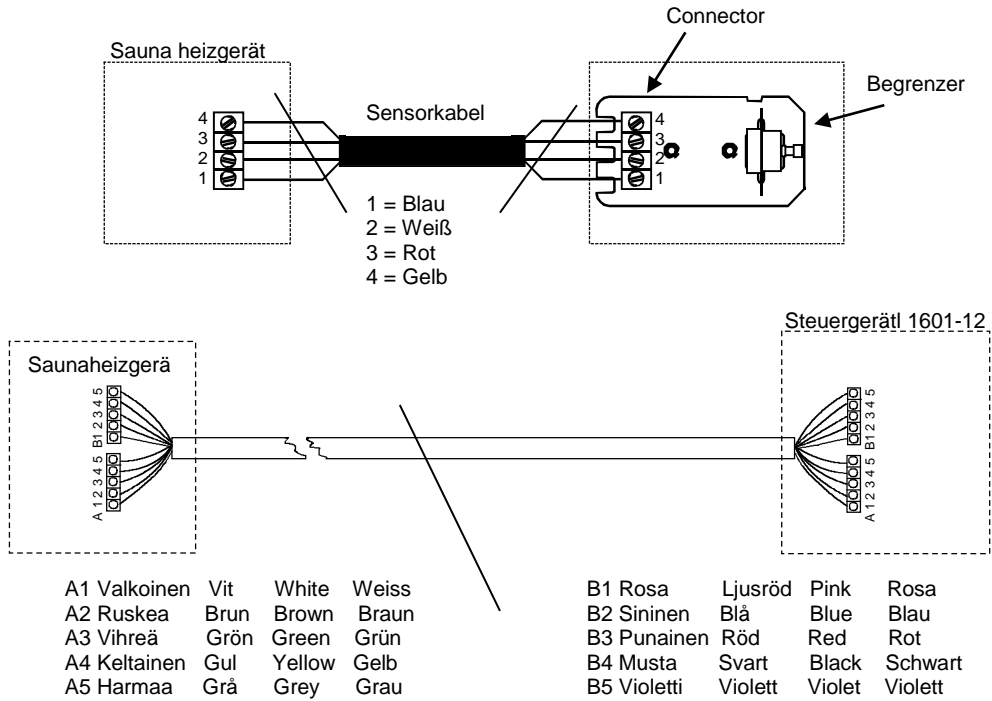 Connector
Sauna heizgerät
Begrenzer
Sensorkabel
4
3
2
1
4
3
2
1
1 = Blau
2 = Weiß
3 = Rot
4 = Gelb
Steuergerätl 1601-12
Saunaheizgerä
B1 2 3 4 5
A 1 2 3 4 5
B1 2 3 4 5
A 1 2 3 4 5
A1 Valkoinen Vit White Weiss
A2 Ruskea Brun Brown Braun
A3 Vihreä Grön Green Grün
A4 Keltainen Gul Yellow Gelb
A5 Harmaa Grå Grey Grau
B1 Rosa Ljusröd Pink Rosa
B2 Sininen Blå Blue Blau
B3 Punainen Röd Red Rot
B4 Musta Svart Black Schwart
B5 Violetti Violett Violet Violett